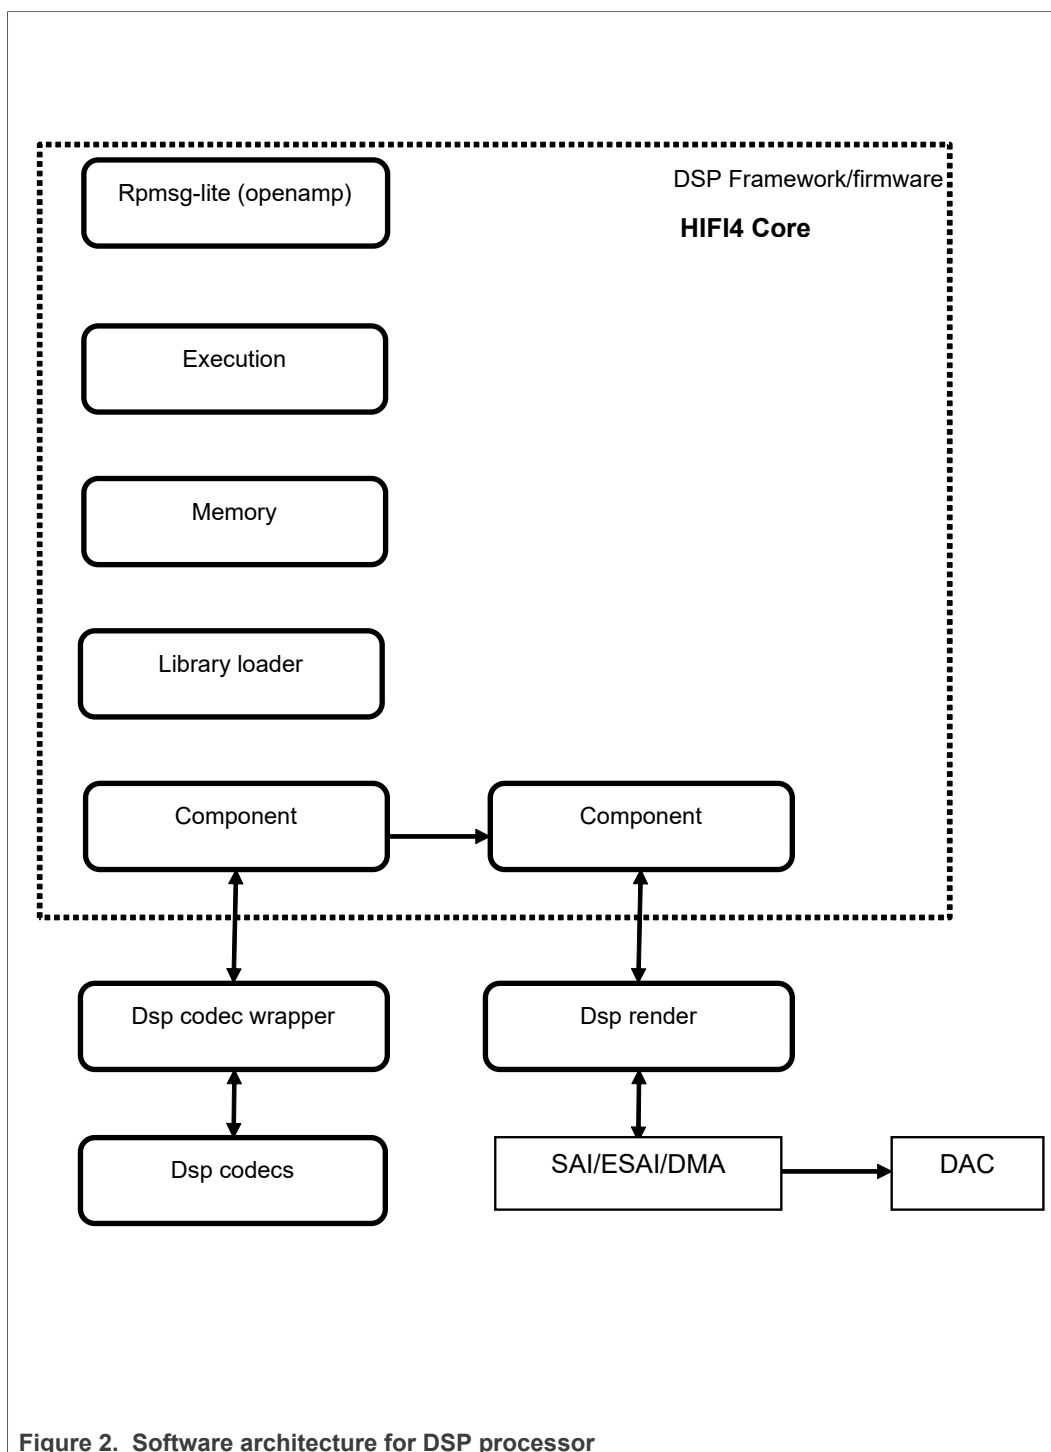 Rpmsg-lite (openamp)
DSP Framework/firmware
HIFI4 Core
Execution
Memory
Library loader
Component
Component
Dsp codec wrapper
Dsp render
Dsp codecs
SAI/ESAI/DMA
DAC
Figure 2. Software architecture for DSP processor